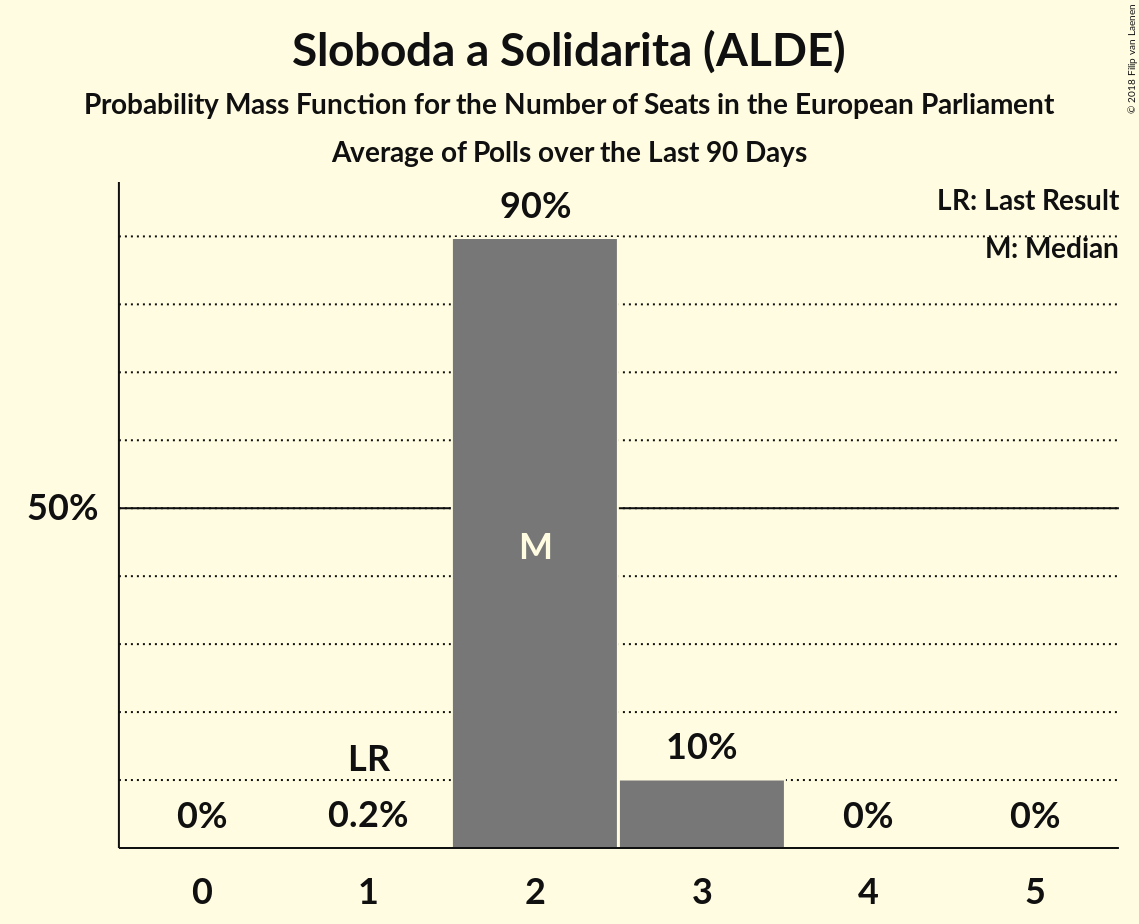 Sloboda a Solidarita (ALDE)
Probability Mass Function for the Number of Seats in the European Parliament
Average of Polls over the Last 90 Days
© 2018 Filip van Laenen
LR: Last Result
M: Median
90%
50%
M
LR
10%
0%
0.2%
0%
0%
0 1 2 3 4 5